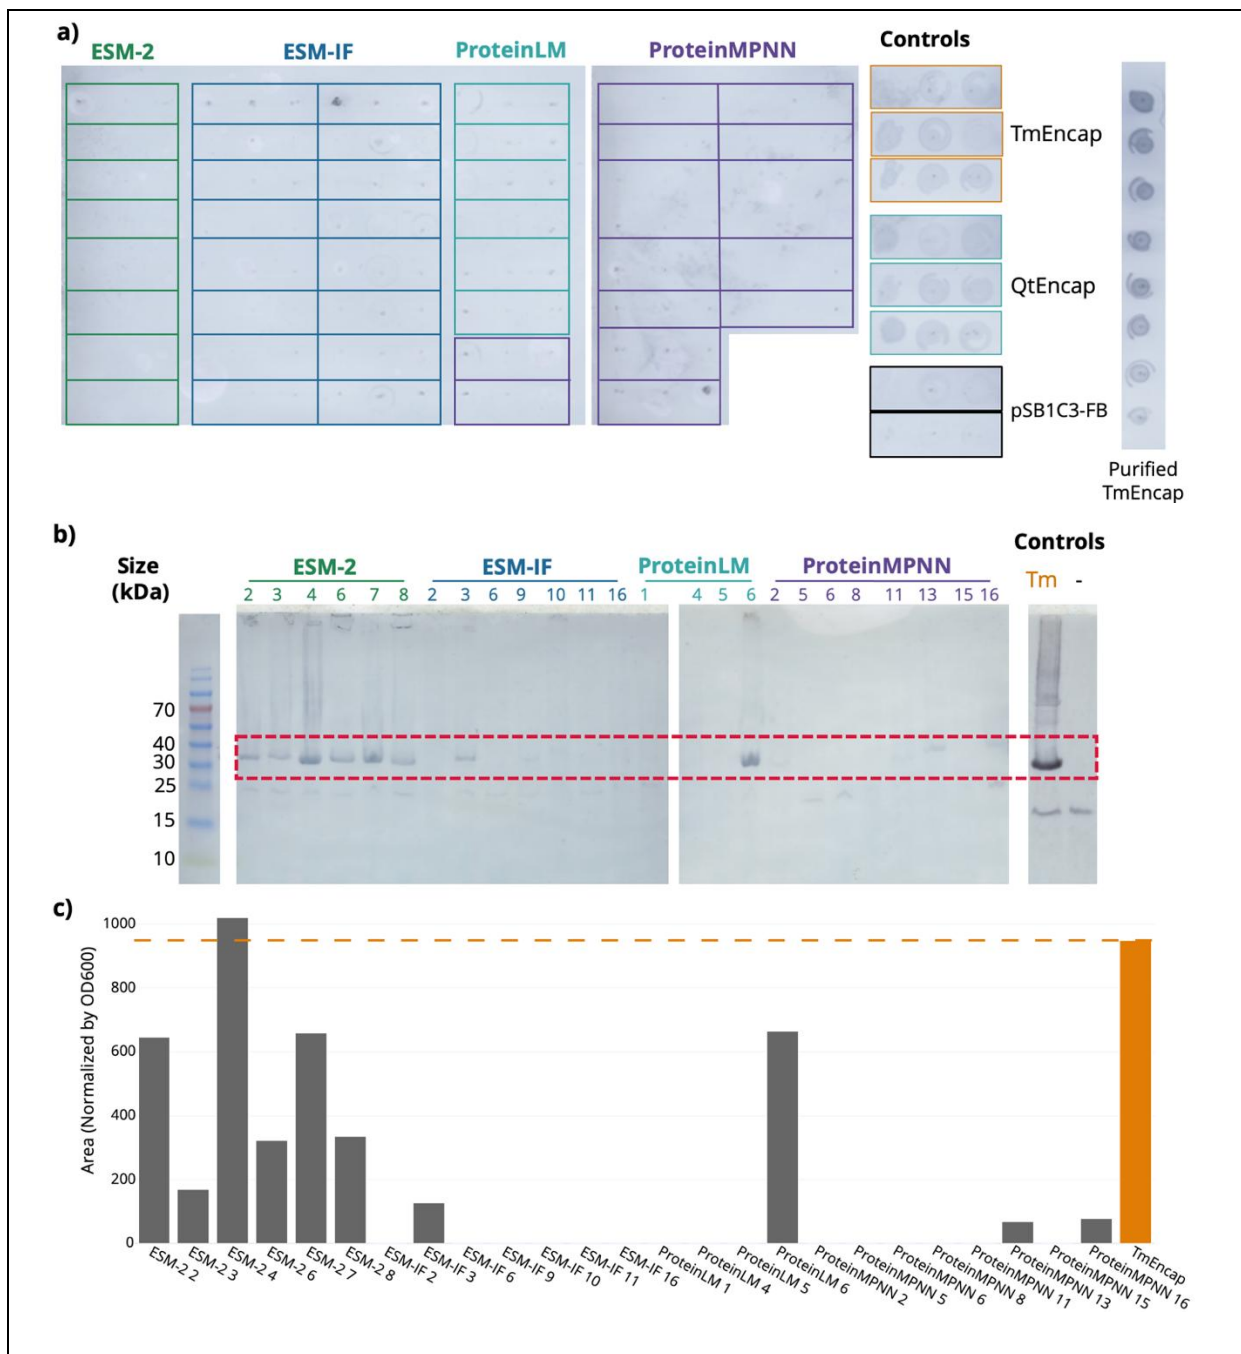 a)
ESM-2 ESM-IF ProteinLM ProteinMPNN Controls
TmEncap
QtEncap
pSB1C3-FB
Purified
TmEncap
b)
Size
(kDa)
ESM-2 ESM-IF ProteinLM ProteinMPNN Controls
2 3 4 6 7 8 2 3 6 9 10 11 16 1 4 5 6 2 5 6 8 11 13 15 16 Tm -
70
40
30
25
15
10
c)
Area (Normalized by OD600)
1000
800
600
400
200
0
ESM-2 2
ESM-2 3
ESM-2 4
ESM-2 6
ESM-2 7
ESM-2 8
ESM-IF 2
ESM-IF 3
ESM-IF 6
ESM-IF 9
ESM-IF 10
ESM-IF 11
ESM-IF 16
ProteinLM 1
ProteinLM 4
ProteinLM 5
ProteinLM 6
ProteinMPNN 2
ProteinMPNN 5
ProteinMPNN 6
ProteinMPNN 8
ProteinMPNN 11
ProteinMPNN 13
ProteinMPNN 15
ProteinMPNN 16
TmEncap